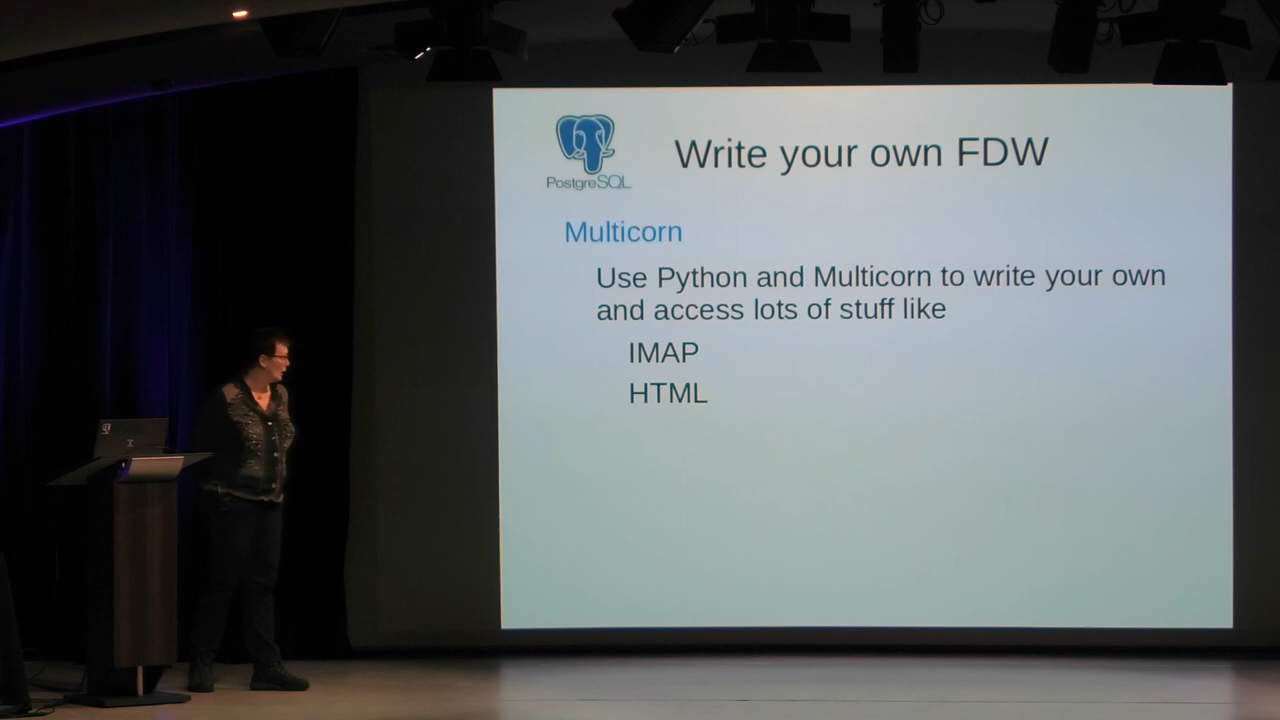 PostgreSQL
Write your own FDW
Multicorn
Use Python and Multicorn to write your own
and access lots of stuff like
IMAP
HTML